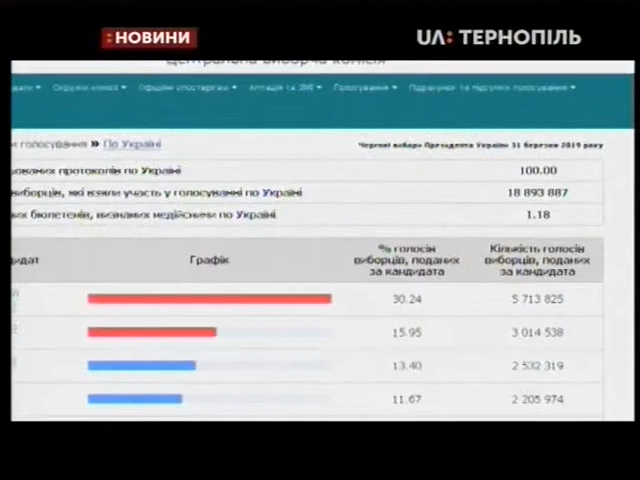 :НОВИНИ
UA: ТЕРНОПІЛЬ
Центральна виборча комісія
Окружні комісії Офіційні спостерігачі Агітація та ЗМІ Голосування Підрахунок та підсумки голосування
голосування » По Україні
Чергові вибори Президента України 31 березня 2019 року
протоколів по Україні 100.00
виборців, які взяли участь у голосуванні по Україні 18 893 887
бюлетенів, визнаних недійсними по Україні 1.18
Графік
% голосів виборців, поданих за кандидата
Кількість голосів виборців, поданих за кандидата
30.24 5 713 825
15.95 3 014 538
13.40 2 532 319
11.67 2 205 974